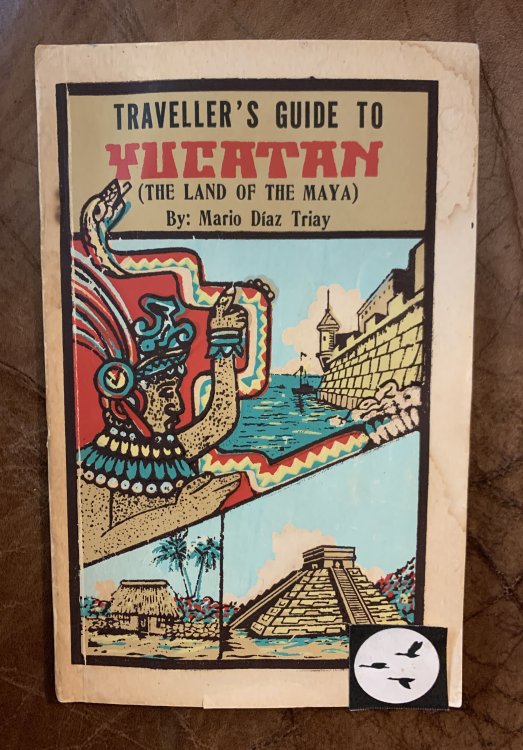 TRAVELLER'S GUIDE TO
YUCATAN
(THE LAND OF THE MAYA)
By: Mario Díaz Triay